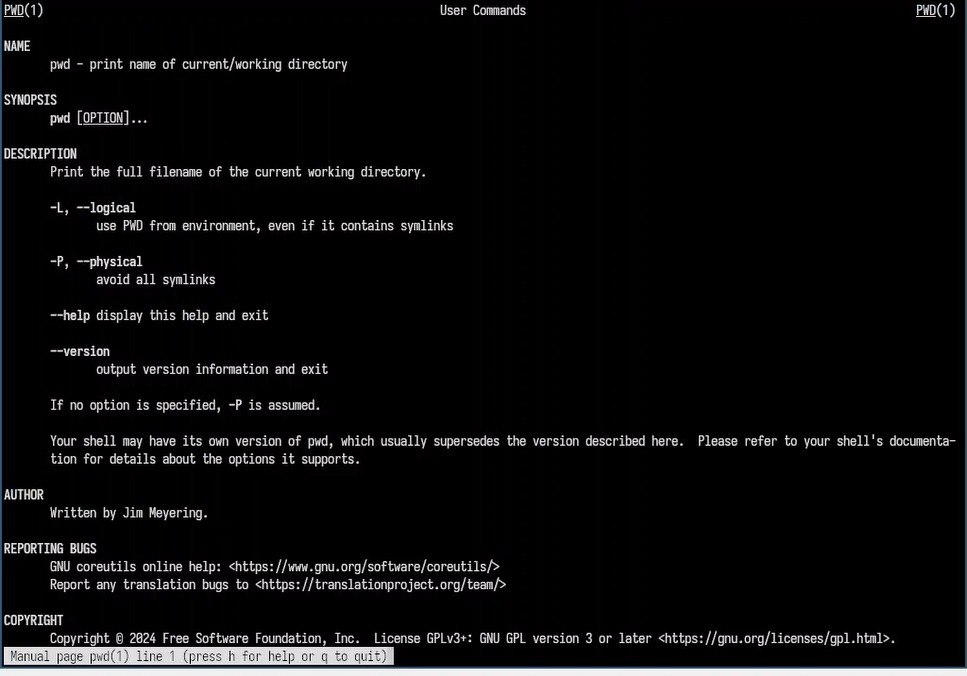 PWD(1) User Commands PWD(1)
NAME
pwd - print name of current/working directory
SYNOPSIS
pwd [OPTION]...
DESCRIPTION
Print the full filename of the current working directory.
-L, --logical
use PWD from environment, even if it contains symlinks
-P, --physical
avoid all symlinks
--help display this help and exit
--version
output version information and exit
If no option is specified, -P is assumed.
Your shell may have its own version of pwd, which usually supersedes the version described here. Please refer to your shell's documenta-
tion for details about the options it supports.
AUTHOR
Written by Jim Meyering.
REPORTING BUGS
GNU coreutils online help: <https://www.gnu.org/software/coreutils/>
Report any translation bugs to <https://translationproject.org/team/>
COPYRIGHT
Copyright © 2024 Free Software Foundation, Inc. License GPLv3+: GNU GPL version 3 or later <https://gnu.org/licenses/gpl.html>.
Manual page pwd(1) line 1 (press h for help or q to quit)